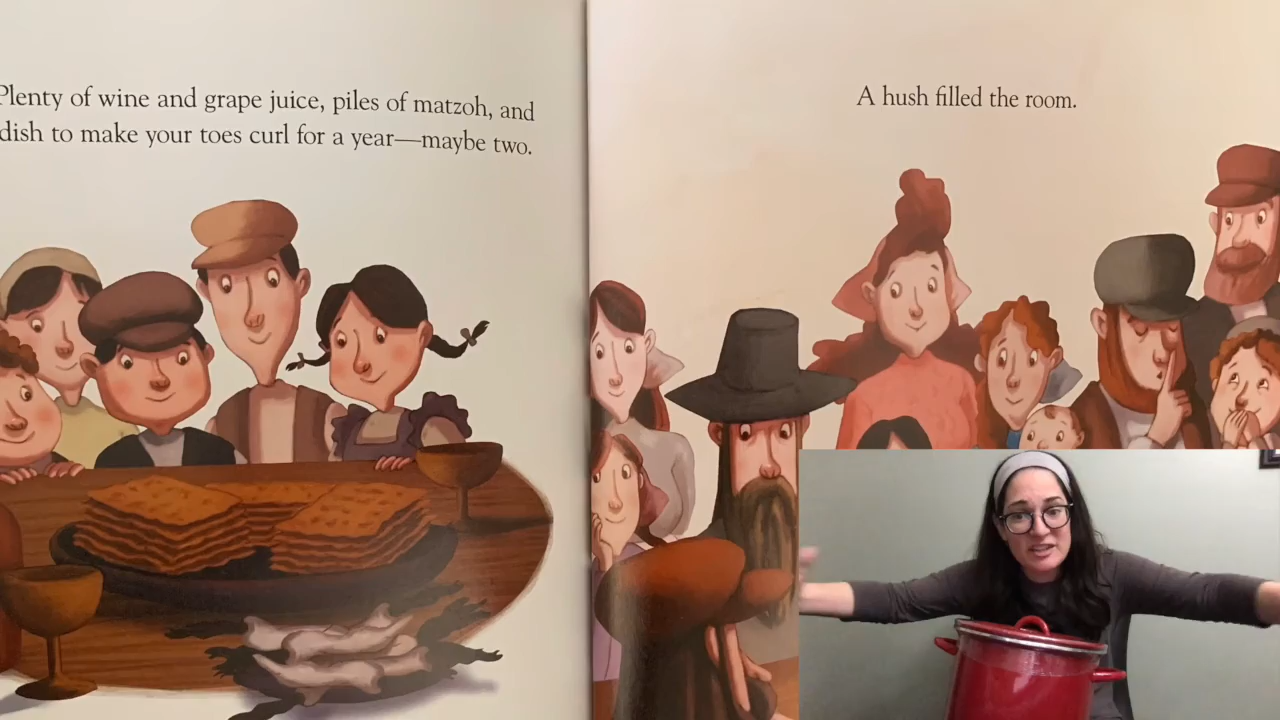 Plenty of wine and grape juice, piles of matzoh, and
dish to make your toes curl for a year—maybe two.
A hush filled the room.